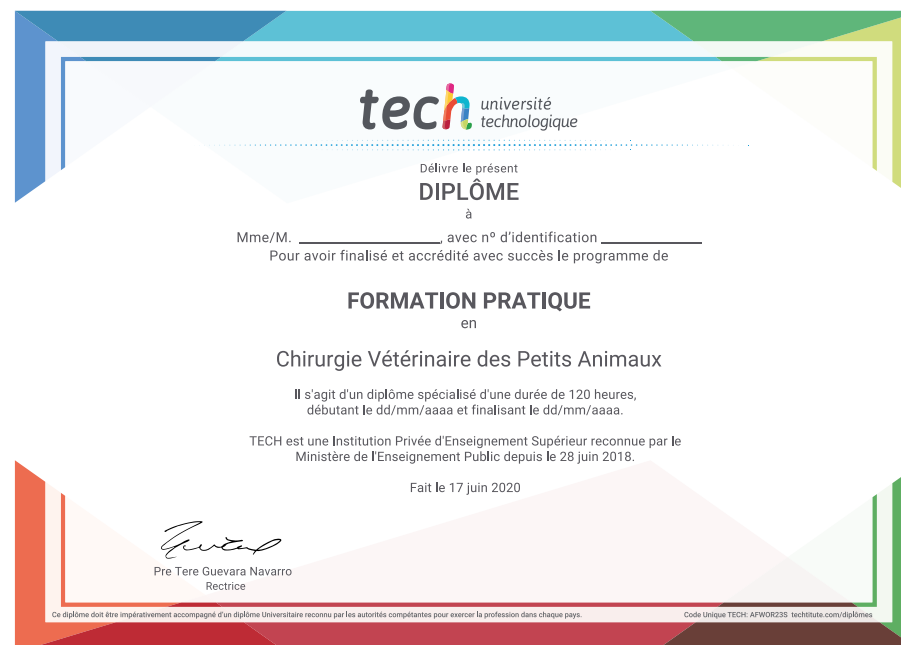 tech université
technologique
Délivre le présent
DIPLÔME
à
Mme/M. ____________________, avec nº d'identification ______________
Pour avoir finalisé et accrédité avec succès le programme de
FORMATION PRATIQUE
en
Chirurgie Vétérinaire des Petits Animaux
Il s'agit d'un diplôme spécialisé d'une durée de 120 heures,
débutant le dd/mm/aaaa et finalisant le dd/mm/aaaa.
TECH est une Institution Privée d'Enseignement Supérieur reconnue par le
Ministère de l'Enseignement Public depuis le 28 juin 2018.
Fait le 17 juin 2020
Pre Tere Guevara Navarro
Rectrice
Ce diplôme doit être impérativement accompagné d'un diplôme Universitaire reconnu par les autorités compétantes pour exercer la profession dans chaque pays.
Code Unique TECH: AFWOR23S techtitute.com/diplômes